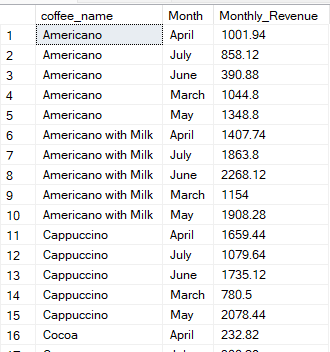 coffee_name Month Monthly_Revenue
1 Americano April 1001.94
2 Americano July 858.12
3 Americano June 390.88
4 Americano March 1044.8
5 Americano May 1348.8
6 Americano with Milk April 1407.74
7 Americano with Milk July 1863.8
8 Americano with Milk June 2268.12
9 Americano with Milk March 1154
10 Americano with Milk May 1908.28
11 Cappuccino April 1659.44
12 Cappuccino July 1079.64
13 Cappuccino June 1735.12
14 Cappuccino March 780.5
15 Cappuccino May 2078.44
16 Cocoa April 232.82